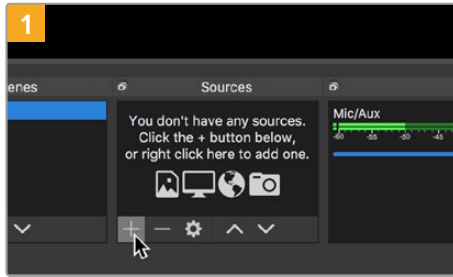 1
enes
Sources
You don't have any sources.
Click the + button below,
or right click here to add one.
Mic/Aux
-60 -55 -50 -45